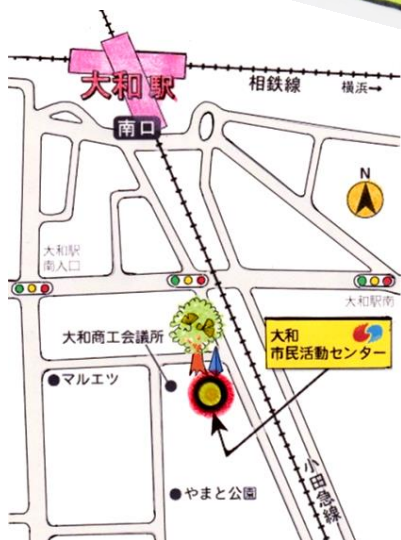 大和駅
相鉄線
横浜→
南口
N
大和駅
南入口
大和駅南
大和商工会議所
大和
市民活動センター
マルエツ
やまと公園
小田急線